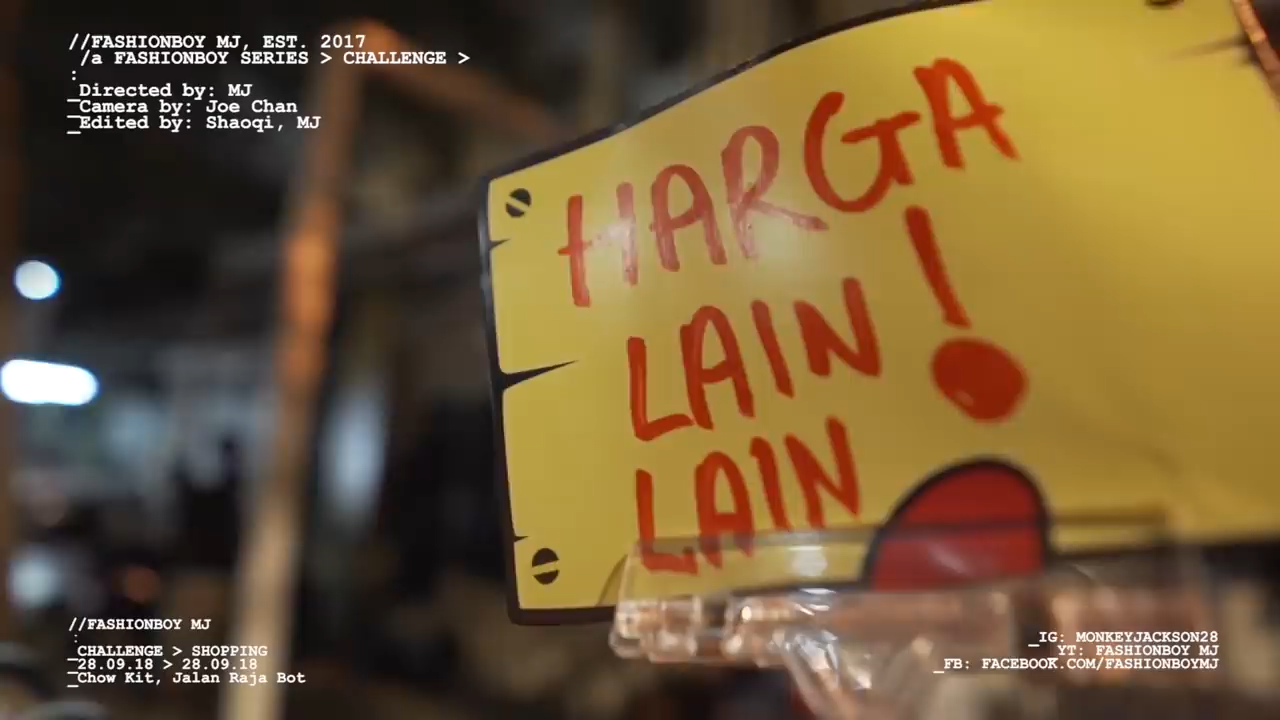 //FASHIONBOY MJ, EST. 2017
/a FASHIONBOY SERIES > CHALLENGE >
:
_Directed by: MJ
_Camera by: Joe Chan
_Edited by: Shaoqi, MJ
HARGA
LAIN !
LAIN
//FASHIONBOY MJ
:
_CHALLENGE > SHOPPING
_28.09.18 > 28.09.18
_Chow Kit, Jalan Raja Bot
_IG: MONKEYJACKSON28
YT: FASHIONBOY MJ
_FB: FACEBOOK.COM/FASHIONBOYMJ